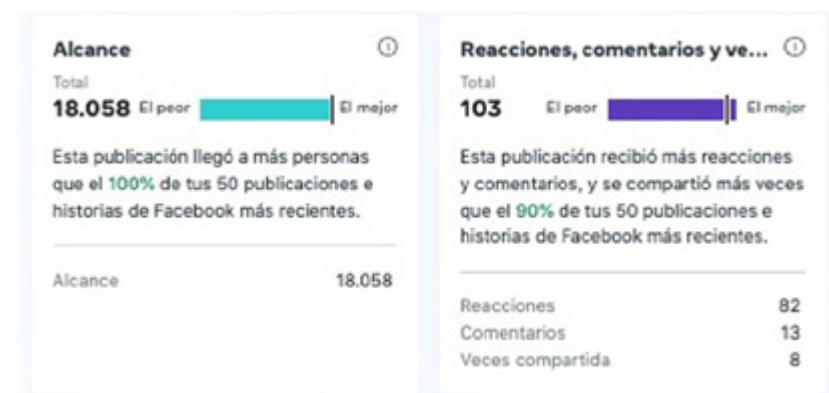 Alcance
Total
18.058 El peor El mejor
Esta publicación llegó a más personas
que el 100% de tus 50 publicaciones e
historias de Facebook más recientes.
Alcance 18.058
Reacciones, comentarios y ve...
Total
103 El peor El mejor
Esta publicación recibió más reacciones
y comentarios, y se compartió más veces
que el 90% de tus 50 publicaciones e
historias de Facebook más recientes.
Reacciones 82
Comentarios 13
Veces compartida 8